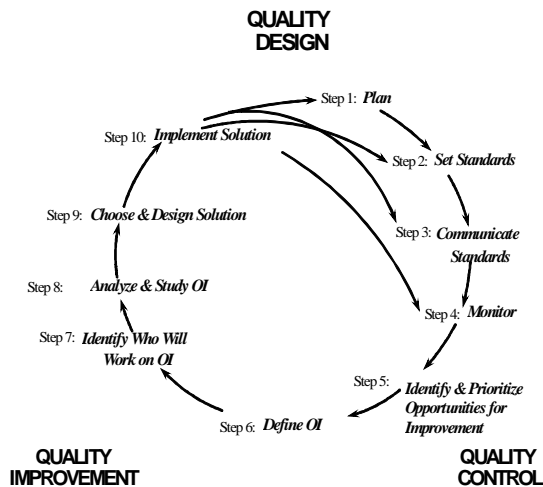 QUALITY
DESIGN
Step 1: Plan
Step 2: Set Standards
Step 3: Communicate
Standards
Step 4: Monitor
Step 5: Identify & Prioritize
Opportunities for
Improvement
Step 6: Define OI
Step 7: Identify Who Will
Work on OI
Step 8: Analyze & Study OI
Step 9: Choose & Design Solution
Step 10: Implement Solution
QUALITY
IMPROVEMENT
QUALITY
CONTROL